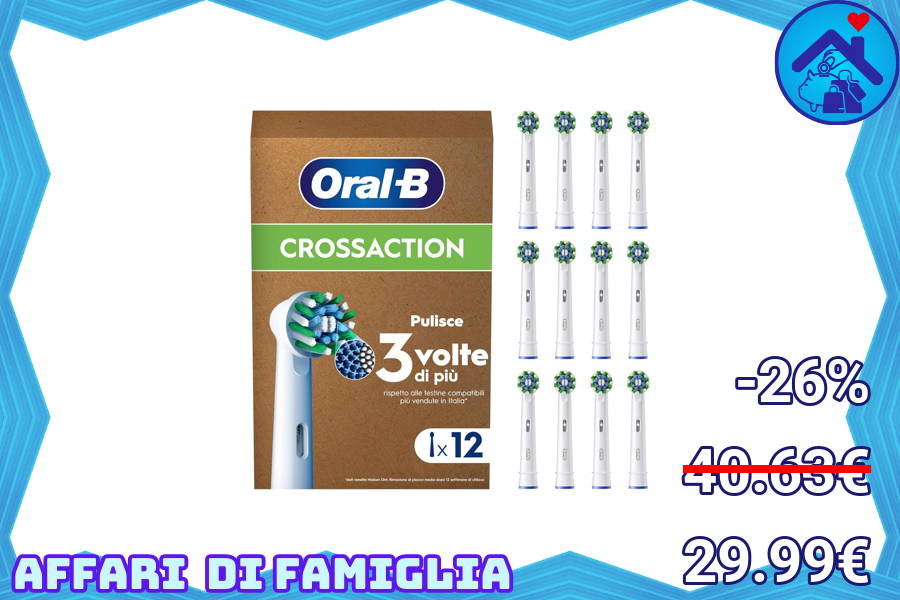 Oral-B
CROSSACTION
Pulisce
3 volte
di più
rispetto alle testine compatibili
più vendute in Italia*
x 12
-26%
40.63€
29.99€
AFFARI DI FAMIGLIA